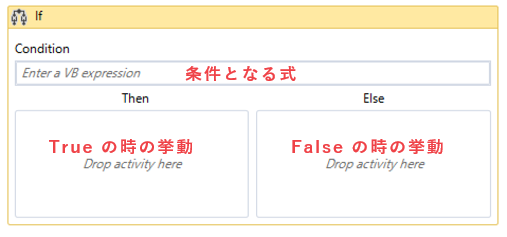 If
Condition
Enter a VB expression 条件となる式
Then Else
True の時の挙動 False の時の挙動
Drop activity here Drop activity here